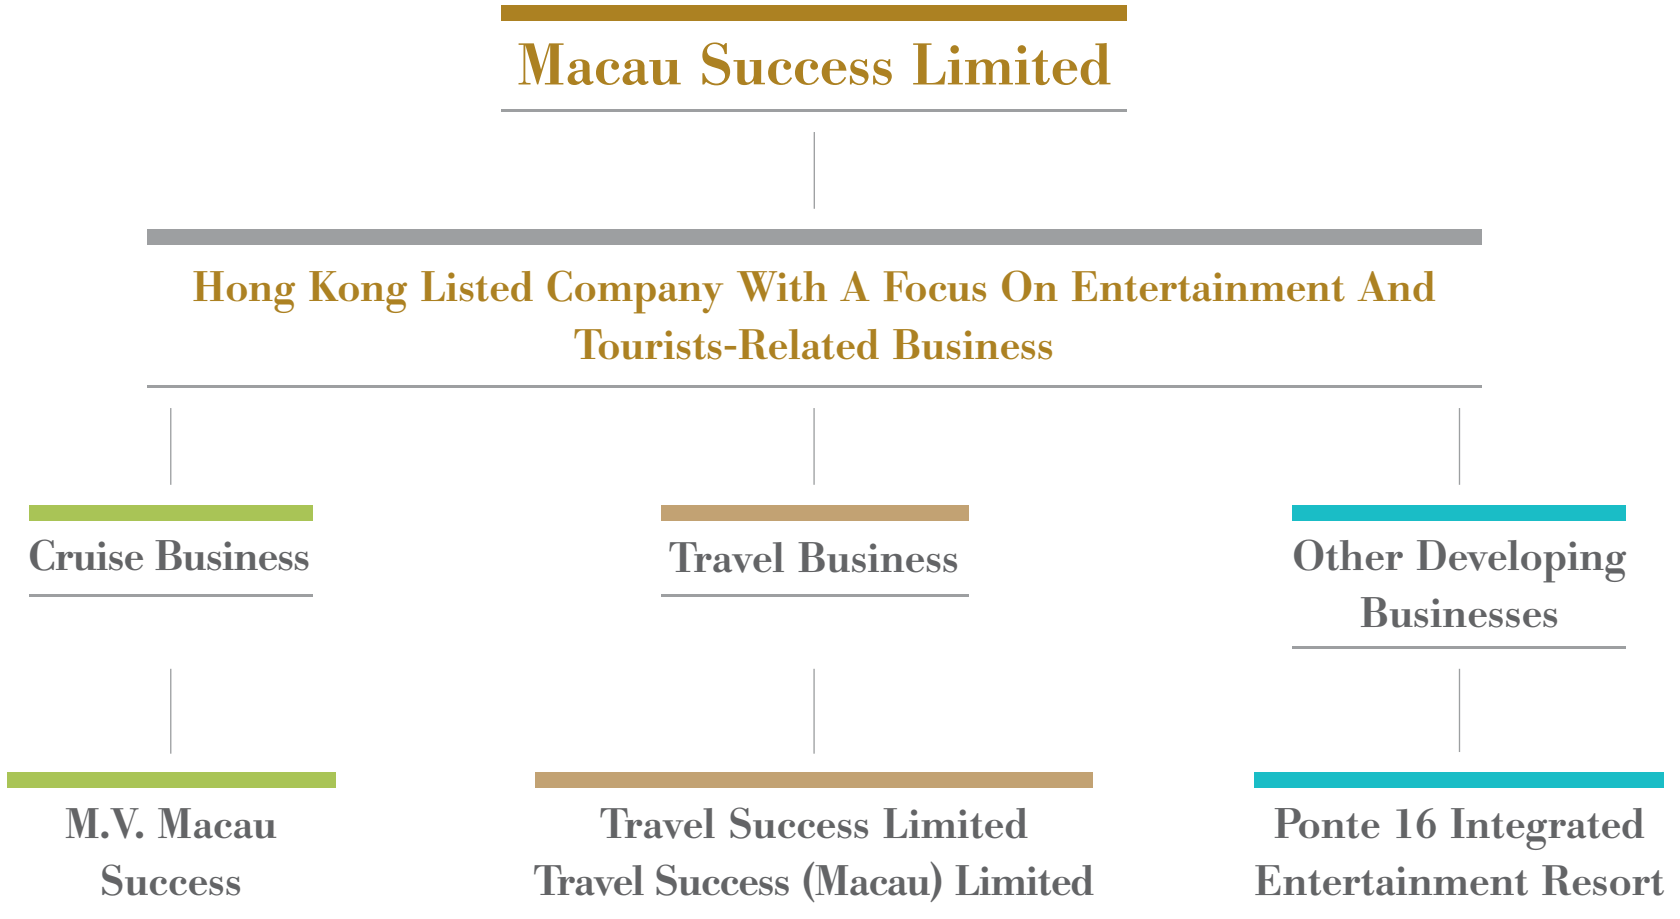 Macau Success Limited
Hong Kong Listed Company With A Focus On Entertainment And
Tourists-Related Business
Cruise Business
Travel Business
Other Developing
Businesses
M.V. Macau
Success
Travel Success Limited
Travel Success (Macau) Limited
Ponte 16 Integrated
Entertainment Resort